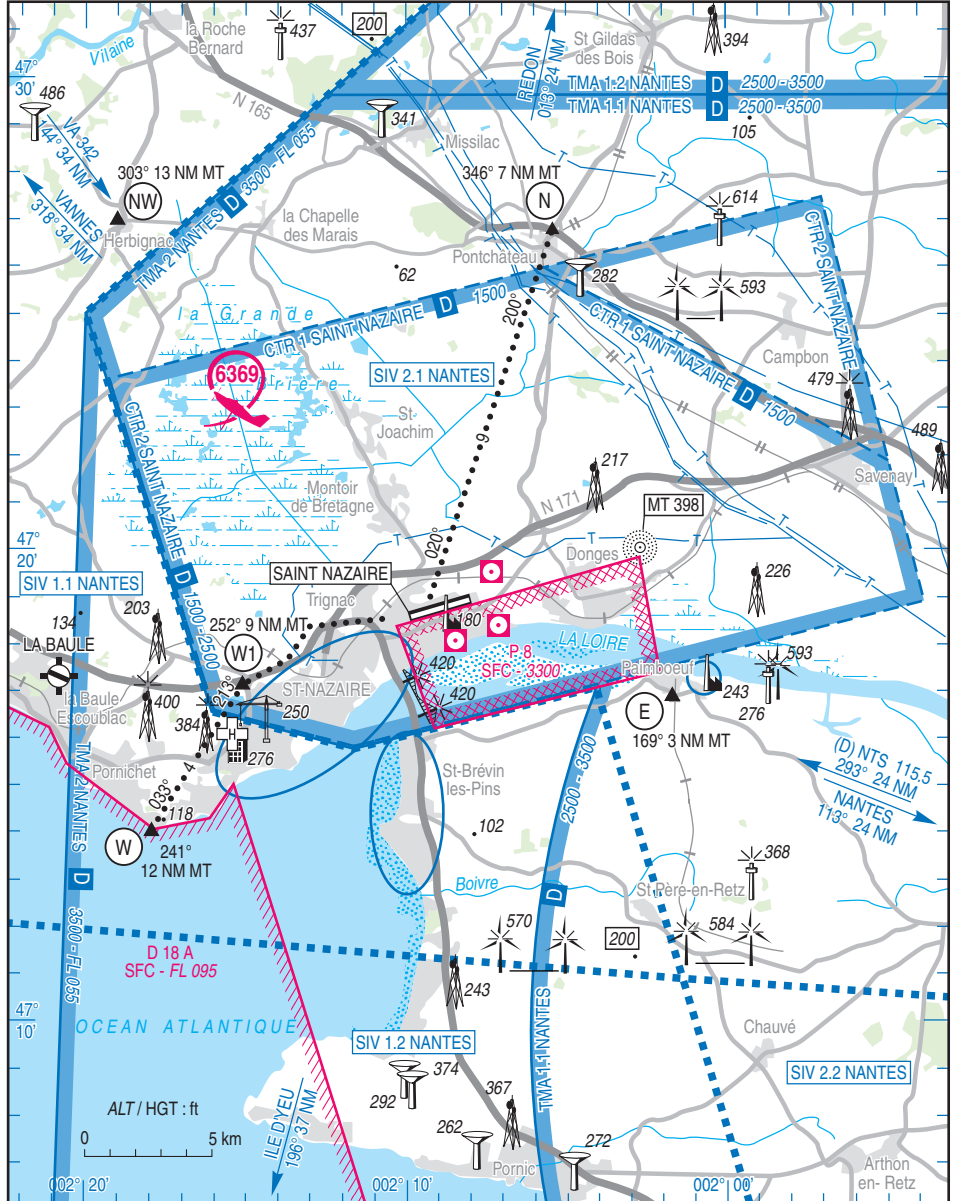 la Roche
Bernard
437
200
St Gildas
des Bois
394
Vilaine
47°
30'
REDON
013° 24 NM
TMA 1.2 NANTES D 2500 - 3500
TMA 1.1 NANTES D 2500 - 3500
486
N 165
341
105
VA 342
144° 34 NM
Missilac
303° 13 NM MT
NW
346° 7 NM MT
N
VANNES
318° 34 NM
Herbignac
TMA 2 NANTES D 3500 - FL 055
la Chapelle
des Marais
614
Pontchâteau
62
282
593
CTR 2 SAINT NAZAIRE
la Grande
Brière
CTR 1 SAINT NAZAIRE D 1500
200°
CTR 1 SAINT NAZAIRE D 1500
Campbon
6369
SIV 2.1 NANTES
479
St
Joachim
9
489
217
Savenay
CTR 2 SAINT NAZAIRE D 1500-2500
Montoir
de Bretagne
N 171
MT 398
020°
47°
20'
Donges
SIV 1.1 NANTES
SAINT NAZAIRE
Trignac
226
134
203
252° 9 NM MT
180
LA BAULE
LA LOIRE
W1
P 8
SFC - 3300
420
Paimboeuf
593
213°
ST-NAZAIRE
la Baule
Escoublac
400
250
420
243
276
384
H
E
276
169° 3 NM MT
Pornichet
4
033°
(D) NTS 115.5
293° 24 NM
NANTES
113° 24 NM
St-Brévin
les-Pins
2500 - 3500
118
102
W
241°
12 NM MT
TMA 2 NANTES D 3500 - FL 055
368
Boivre
D
St-Père-en-Retz
570
200
584
D 18 A
SFC - FL 095
243
47°
10'
OCEAN ATLANTIQUE
TMA 1.1 NANTES
Chauvé
SIV 1.2 NANTES
SIV 2.2 NANTES
374
292
367
ALT / HGT : ft
0 5 km
ILE D'YEU
196° 37 NM
262
272
Pornic
Arthon
en- Retz
002° 20'
002° 10'
002° 00'